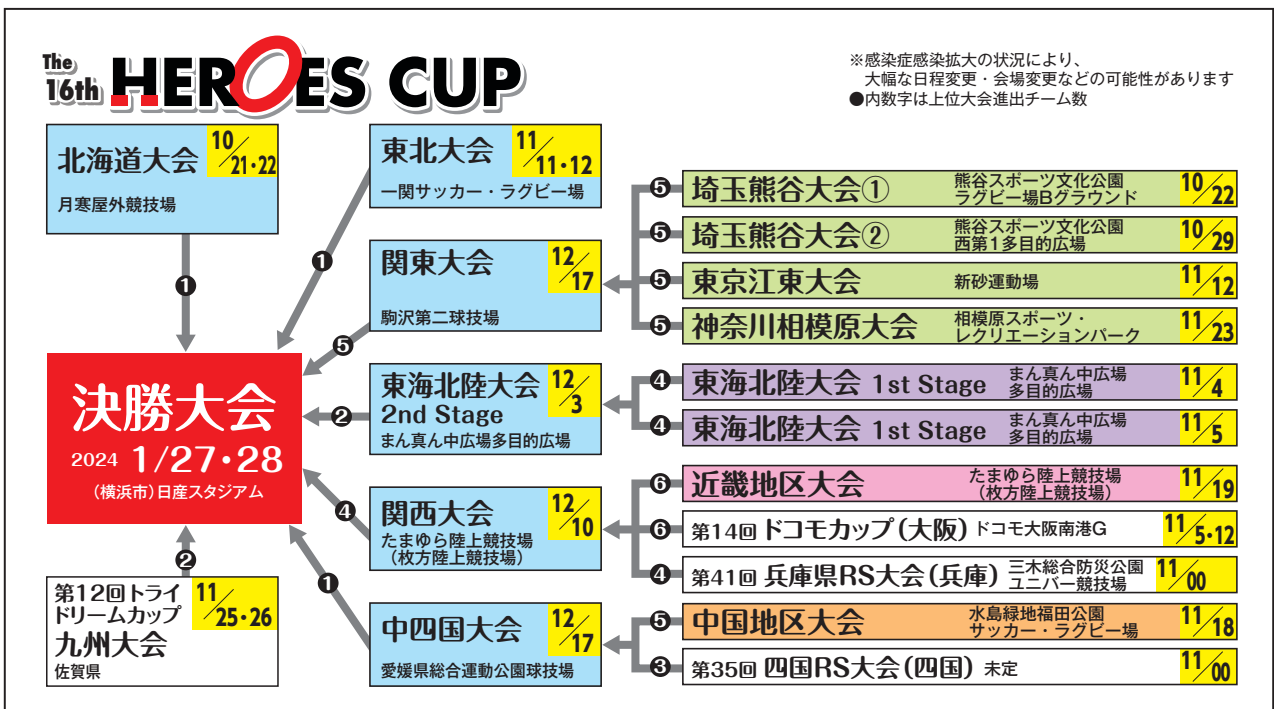 The
16th HEROES CUP
※感染症感染拡大の状況により、
大幅な日程変更・会場変更などの可能性があります
●内数字は上位大会進出チーム数
北海道大会 10/21・22
月寒屋外競技場
❶
東北大会 11/11・12
一関サッカー・ラグビー場
❶
関東大会 12/17
駒沢第二球技場
❺
東海北陸大会 12/3
2nd Stage
まん真ん中広場多目的広場
❷
関西大会 12/10
たまゆら陸上競技場
(枚方陸上競技場)
❹
中四国大会 12/17
愛媛県総合運動公園球技場
❶
決勝大会
2024 1/27・28
(横浜市)日産スタジアム
❷
第12回トライ
ドリームカップ 11/25・26
九州大会
佐賀県
❺ 埼玉熊谷大会① 熊谷スポーツ文化公園
ラグビー場Bグラウンド 10/22
❺ 埼玉熊谷大会② 熊谷スポーツ文化公園
西第1多目的広場 10/29
❺ 東京江東大会 新砂運動場 11/12
❺ 神奈川相模原大会 相模原スポーツ・
レクリエーションパーク 11/23
❹ 東海北陸大会 1st Stage まん真ん中広場
多目的広場 11/4
❹ 東海北陸大会 1st Stage まん真ん中広場
多目的広場 11/5
❻ 近畿地区大会 たまゆら陸上競技場
(枚方陸上競技場) 11/19
❻ 第14回 ドコモカップ(大阪) ドコモ大阪南港G 11/5・12
❹ 第41回 兵庫県RS大会(兵庫) 三木総合防災公園
ユニバー競技場 11/00
❺ 中国地区大会 水島緑地福田公園
サッカー・ラグビー場 11/18
❸ 第35回 四国RS大会(四国) 未定 11/00